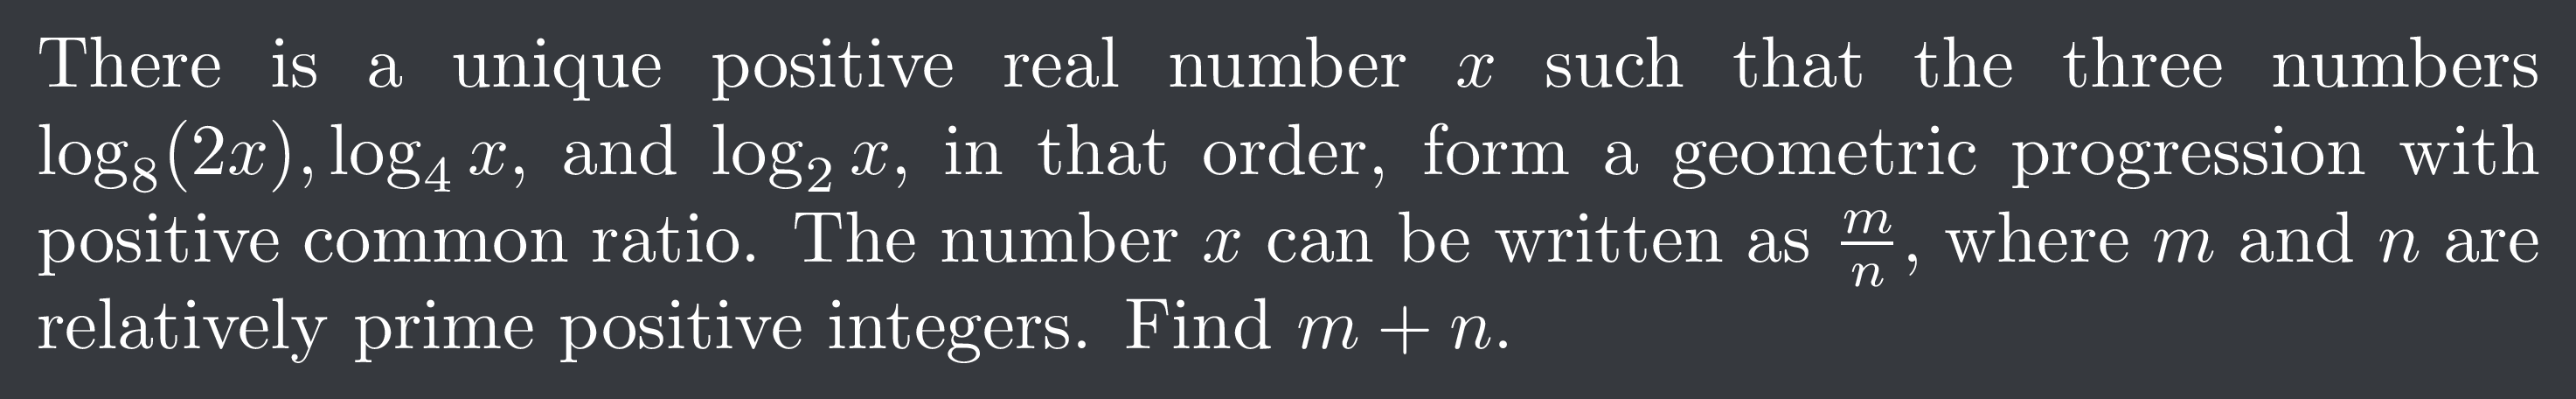 There is a unique positive real number $x$ such that the three numbers
$\log_8(2x), \log_4 x,$ and $\log_2 x,$ in that order, form a geometric progression with
positive common ratio. The number $x$ can be written as $\frac{m}{n}$, where $m$ and $n$ are
relatively prime positive integers. Find $m + n$.